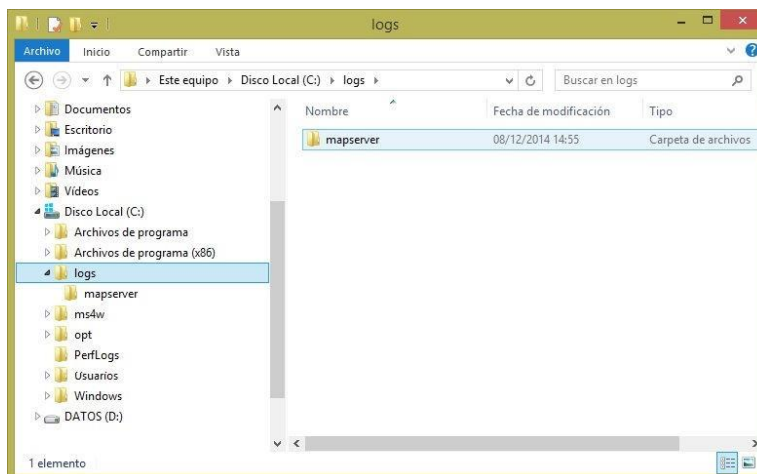 logs
Archivo Inicio Compartir Vista
Este equipo Disco Local (C:) logs
Buscar en logs
Documentos
Escritorio
Imágenes
Música
Vídeos
Disco Local (C:)
Archivos de programa
Archivos de programa (x86)
logs
mapserver
ms4w
opt
PerfLogs
Usuarios
Windows
DATOS (D:)
Nombre Fecha de modificación Tipo
mapserver 08/12/2014 14:55 Carpeta de archivos
1 elemento